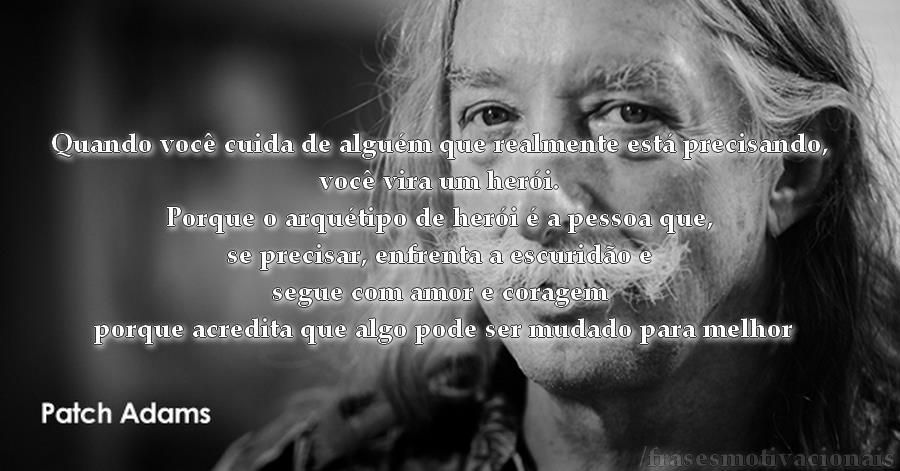 Quando você cuida de alguém que realmente está precisando,
você vira um herói.
Porque o arquétipo de herói é a pessoa que,
se precisar, enfrenta a escuridão e
segue com amor e coragem
porque acredita que algo pode ser mudado para melhor
Patch Adams
/frasesmotivacionais